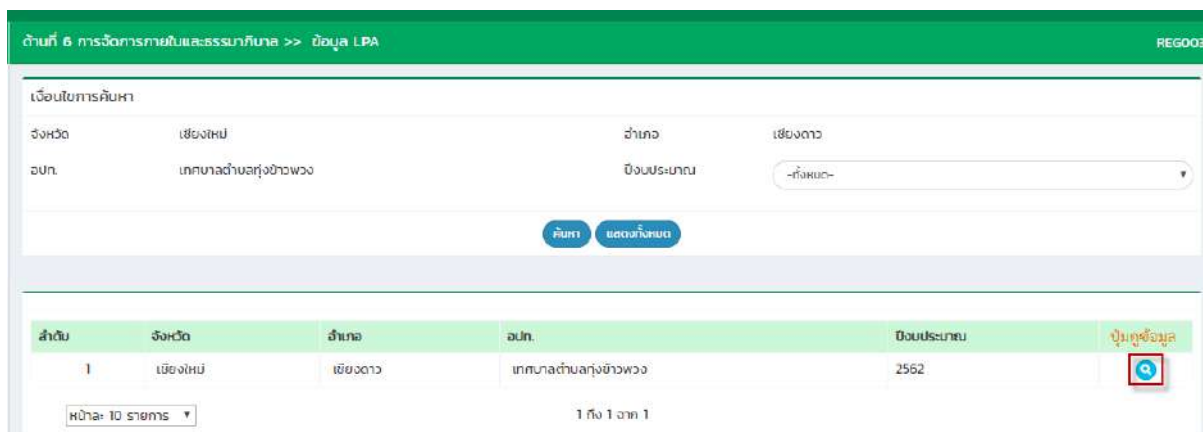 ด้านที่ 6 การจัดการภายในและธรรมาภิบาล >> ข้อมูล LPA REG003
เงื่อนไขการค้นหา
จังหวัด เชียงใหม่ อำเภอ เชียงดาว
อปท. เทศบาลตำบลทุ่งข้าวพวง ปีงบประมาณ -ทั้งหมด-
ค้นหา แสดงทั้งหมด
ลำดับ จังหวัด อำเภอ อปท. ปีงบประมาณ ปุ่มดูข้อมูล
1 เชียงใหม่ เชียงดาว เทศบาลตำบลทุ่งข้าวพวง 2562
หน้าละ 10 รายการ 1 ถึง 1 จาก 1